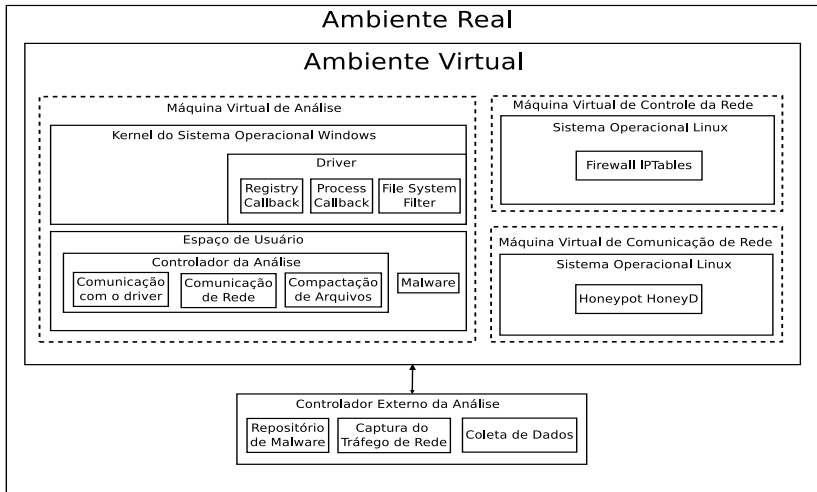 Ambiente Real
Ambiente Virtual
Máquina Virtual de Análise
Kernel do Sistema Operacional Windows
Driver
Registry
Callback
Process
Callback
File System
Filter
Espaço de Usuário
Controlador da Análise
Comunicação
com o driver
Comunicação
de Rede
Compactação
de Arquivos
Malware
Máquina Virtual de Controle da Rede
Sistema Operacional Linux
Firewall IPTables
Máquina Virtual de Comunicação de Rede
Sistema Operacional Linux
Honeypot HoneyD
Controlador Externo da Análise
Repositório
de Malware
Captura do
Tráfego de Rede
Coleta de Dados